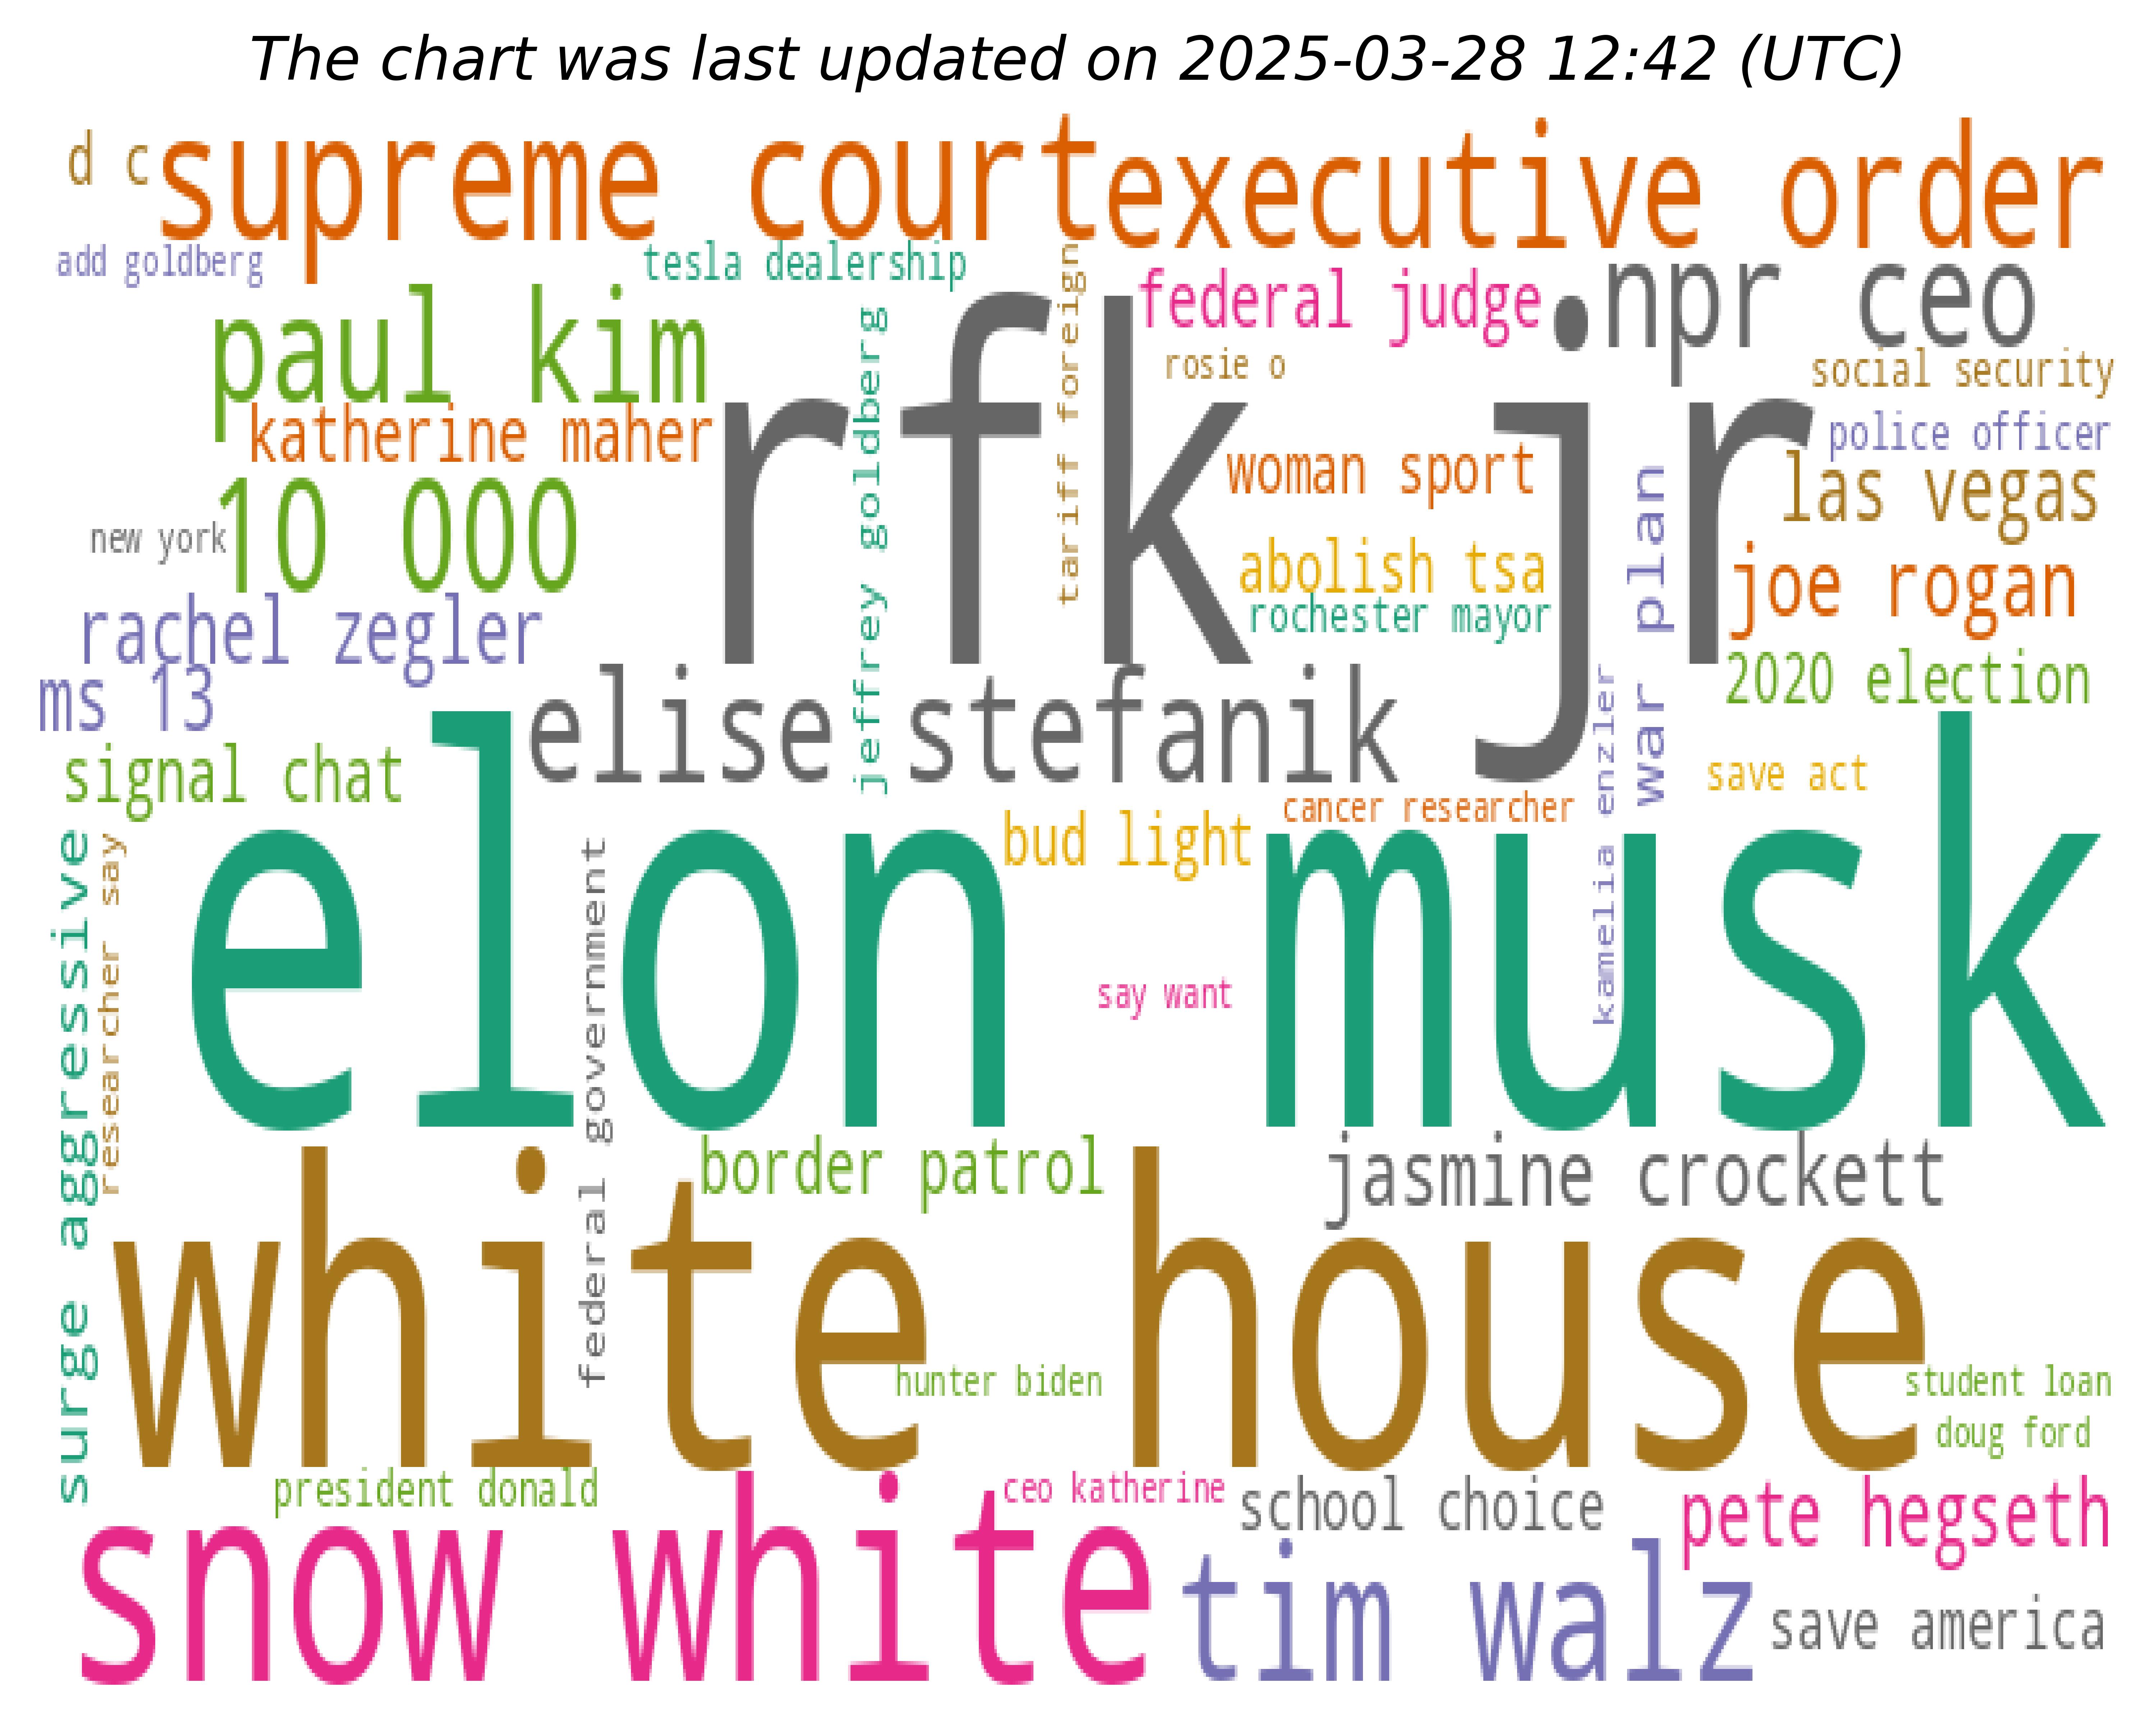 The chart was last updated on 2025-03-28 12:42 (UTC)
d c
supreme court
executive order
add goldberg
tesla dealership
federal judge
npr ceo
paul kim
rfk jr
tariff foreign
jeffrey goldberg
rosie o
social security
katherine maher
woman sport
police officer
las vegas
10 000
new york
abolish tsa
war plan
joe rogan
rachel zegler
rochester mayor
2020 election
ms 13
elise stefanik
kamelia enzler
signal chat
save act
cancer researcher
bud light
elon musk
surge aggressive
researcher say
federal government
say want
border patrol
jasmine crockett
white house
hunter biden
student loan
doug ford
president donald
ceo katherine
school choice
pete hegseth
snow white
tim walz
save america